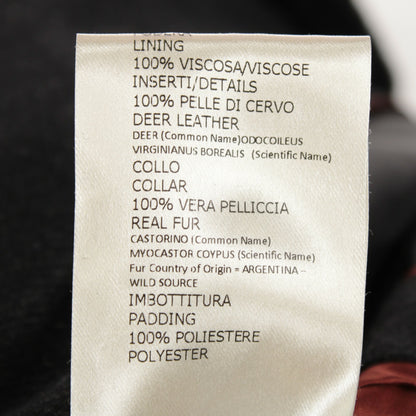 FODERA
LINING
100% VISCOSA/VISCOSE
INSERTI/DETAILS
100% PELLE DI CERVO
DEER LEATHER
DEER (Common Name)ODOCOILEUS
VIRGINIANUS BOREALIS (Scientific Name)
COLLO
COLLAR
100% VERA PELLICCIA
REAL FUR
CASTORINO (Common Name)
MYOCASTOR COYPUS (Scientific Name)
Fur Country of Origin = ARGENTINA –
WILD SOURCE
IMBOTTITURA
PADDING
100% POLIESTERE
POLYESTER